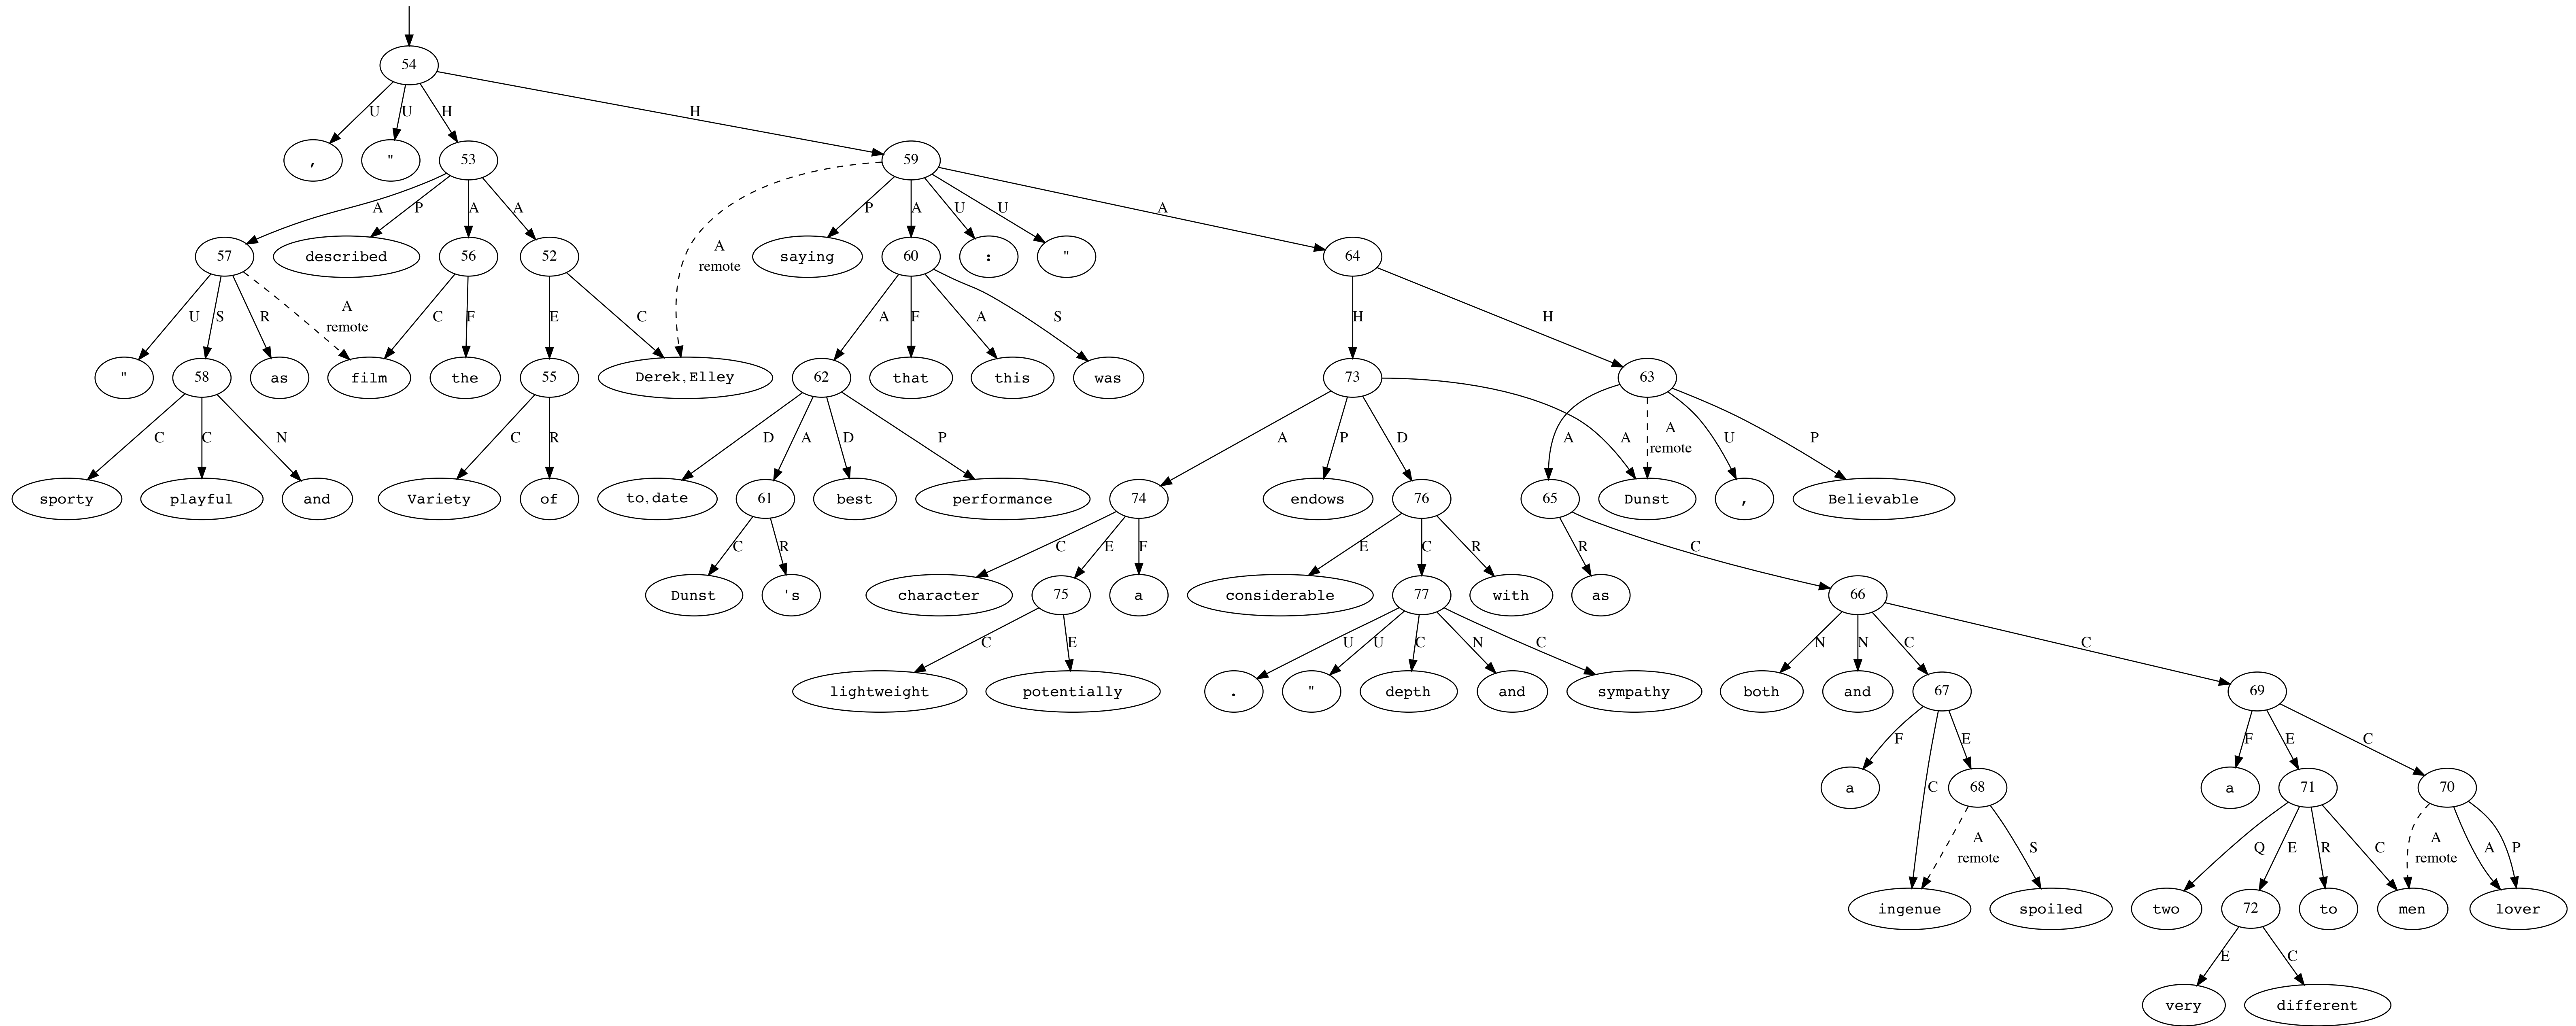 54
U U H H
, " 53 59
A P A A A remote P A U U A
57 described 56 52 saying 60 : " 64
U S R A remote C F E C A F A S H H
" 58 as film the 55 Derek,Elley 62 that this was 73 63
C C N C R D A D P A P D A A A remote U P
sporty playful and Variety of to,date 61 best performance 74 endows 76 65 Dunst , Believable
C R C E F E C R R C
Dunst 's character 75 a considerable 77 with as 66
C E U U C N C N N C C
lightweight potentially . " depth and sympathy both and 67 69
F C E F E C
a 68 a 71 70
A remote S Q E R C A remote A P
ingenue spoiled two 72 to men lover
E C
very different